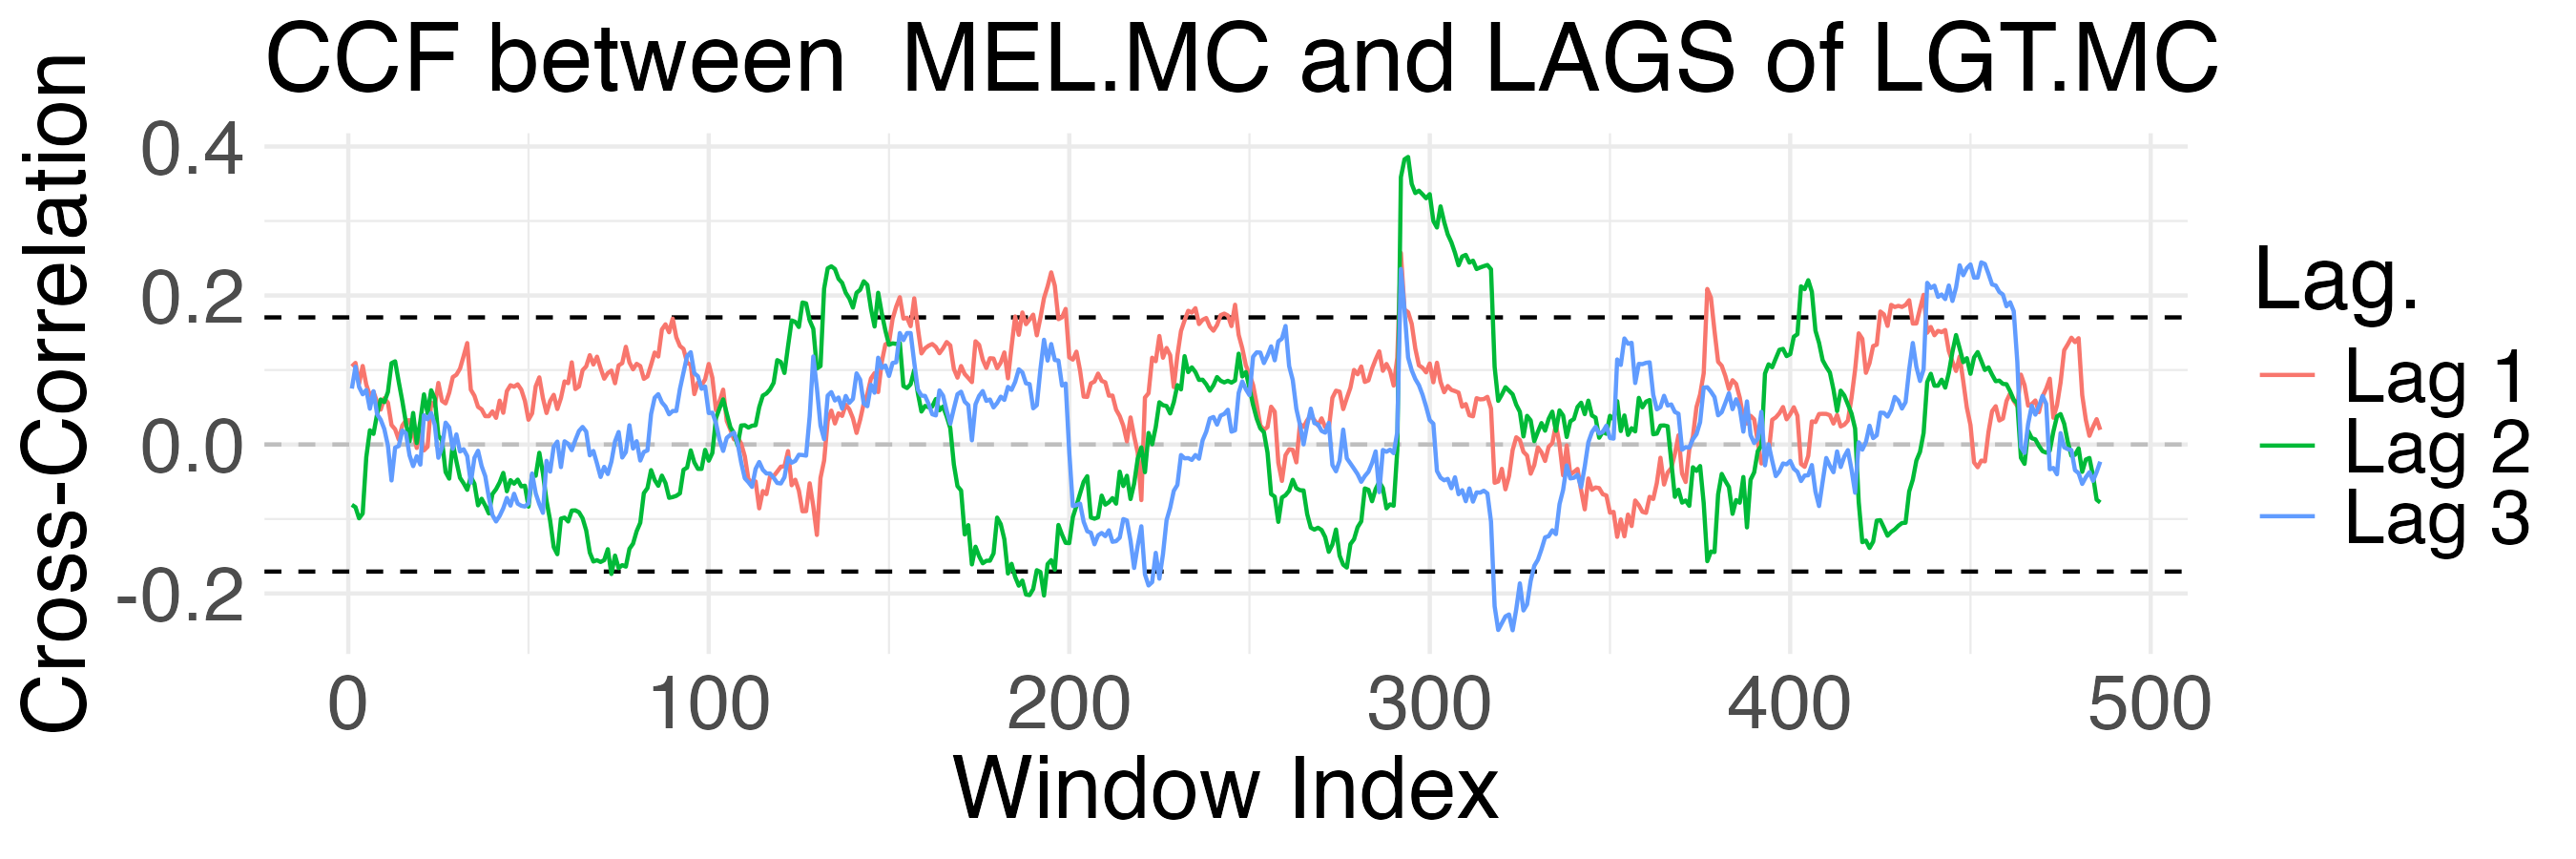 CCF between  MEL.MC and LAGS of LGT.MC
Cross-Correlation
0.4
0.2
0.0
-0.2
0 100 200 300 400 500
Window Index
Lag.
Lag 1
Lag 2
Lag 3